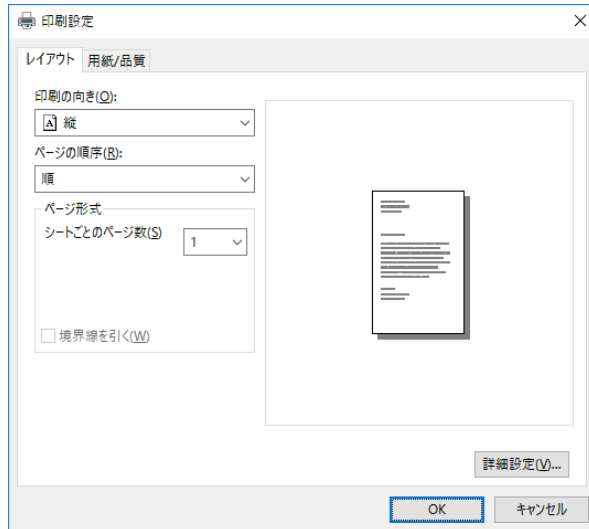 印刷設定
レイアウト 用紙/品質
印刷の向き(O):
A 縦
ページの順序(R):
順
ページ形式
シートごとのページ数(S) 1
境界線を引く(W)
詳細設定(V)...
OK キャンセル